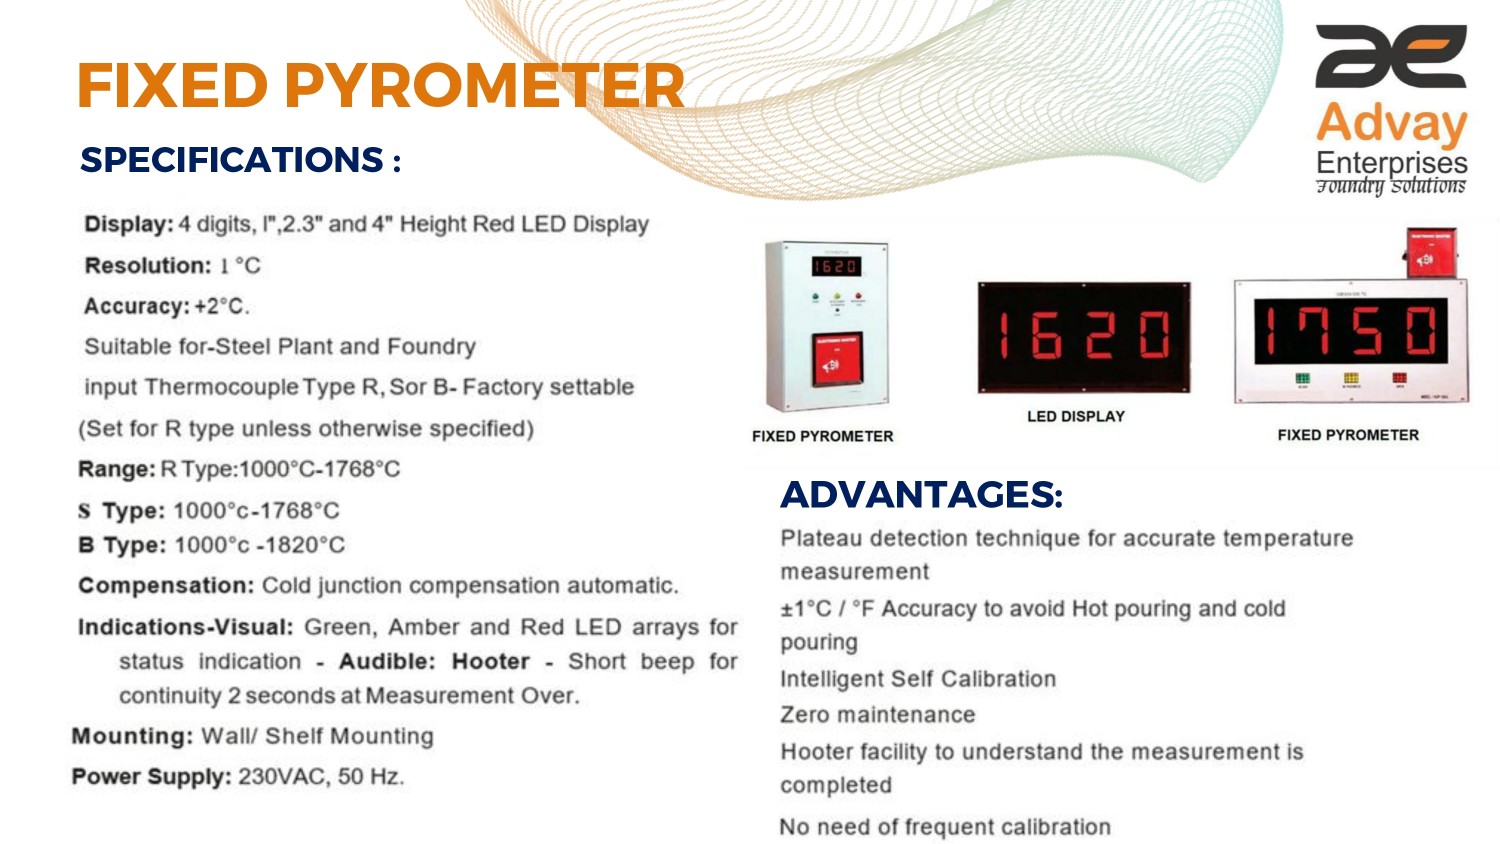 FIXED PYROMETER
SPECIFICATIONS :
ae
Advay
Enterprises
Foundry Solutions
Display: 4 digits, l",2.3" and 4" Height Red LED Display
Resolution: 1 °C
Accuracy: +2°C.
Suitable for-Steel Plant and Foundry
input Thermocouple Type R, Sor B- Factory settable
(Set for R type unless otherwise specified)
Range: R Type:1000°C-1768°C
S Type: 1000°c-1768°C
B Type: 1000°c -1820°C
Compensation: Cold junction compensation automatic.
Indications-Visual: Green, Amber and Red LED arrays for
status indication - Audible: Hooter - Short beep for
continuity 2 seconds at Measurement Over.
Mounting: Wall/ Shelf Mounting
Power Supply: 230VAC, 50 Hz.
1620
ELECTRONIC HOOTER
FIXED PYROMETER
1620
LED DISPLAY
1750
FIXED PYROMETER
ADVANTAGES:
Plateau detection technique for accurate temperature
measurement
±1°C / °F Accuracy to avoid Hot pouring and cold
pouring
Intelligent Self Calibration
Zero maintenance
Hooter facility to understand the measurement is
completed
No need of frequent calibration